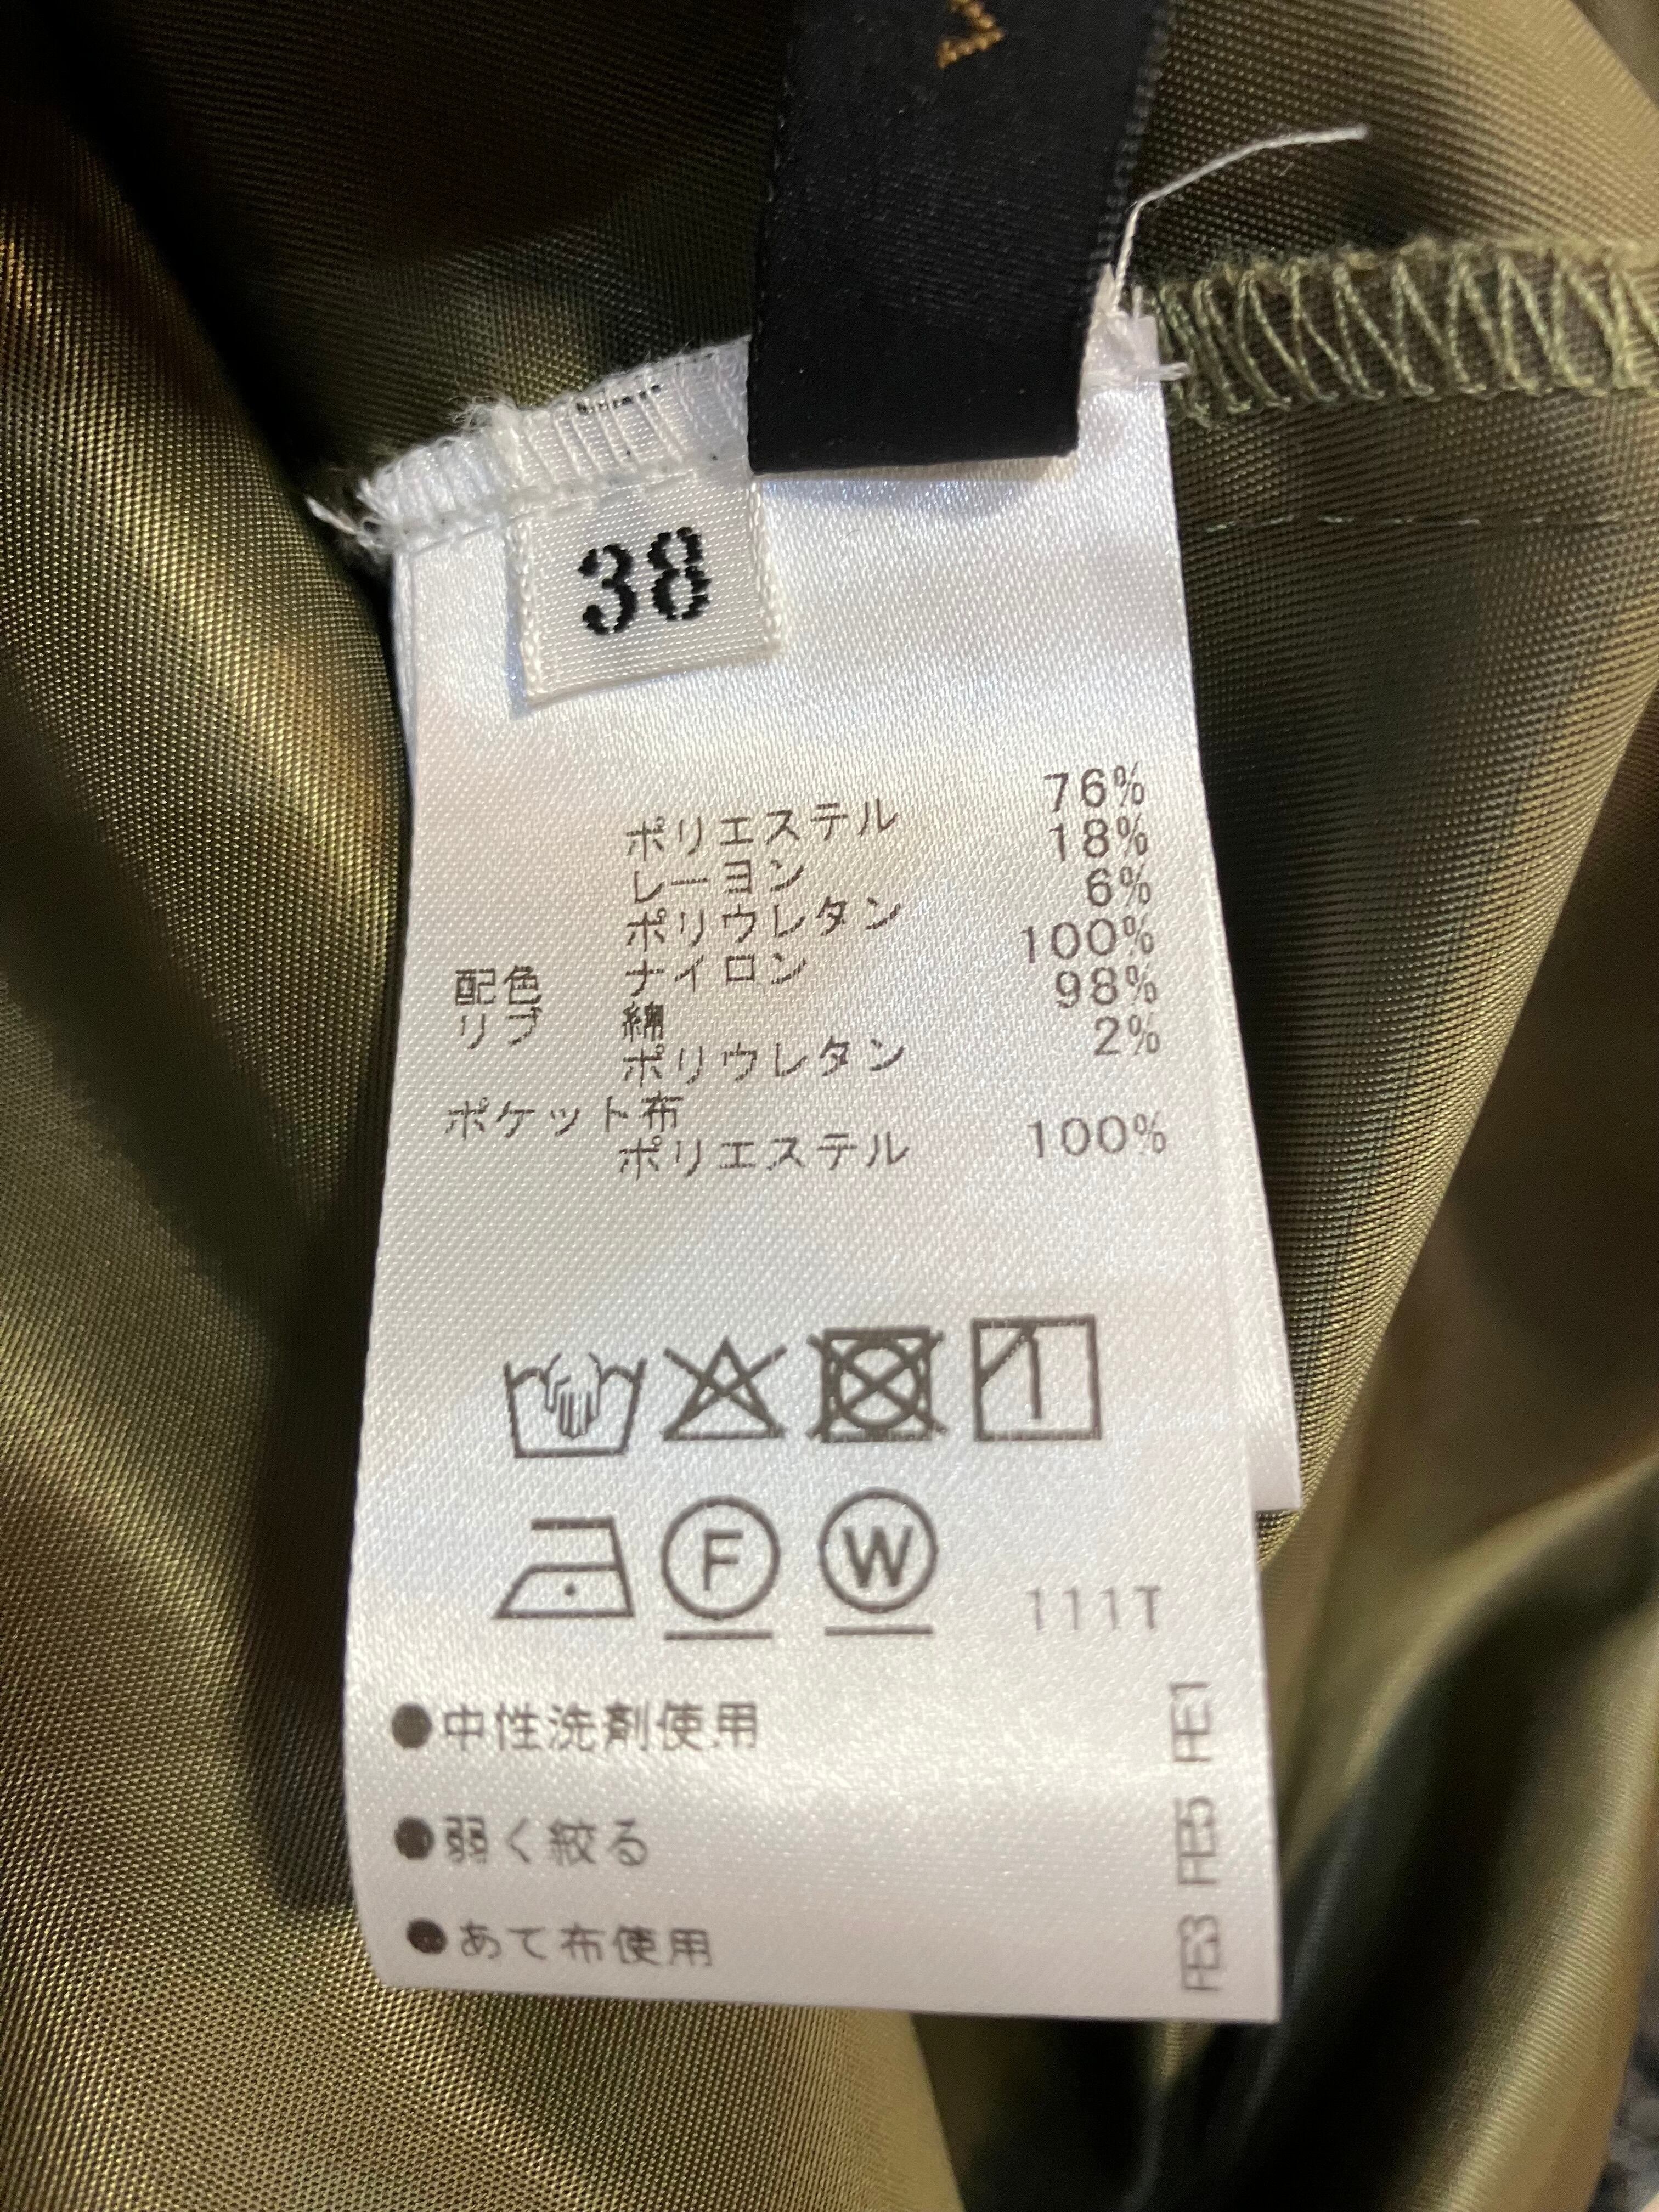 38
ポリエステル 76%
レーヨン 18%
ポリウレタン 6%
配色 ナイロン 100%
リブ 綿 98%
ポリウレタン 2%
ポケット布
ポリエステル 100%
F W 111T
●中性洗剤使用
●弱く絞る
●あて布使用
FE3 FE5 FE1